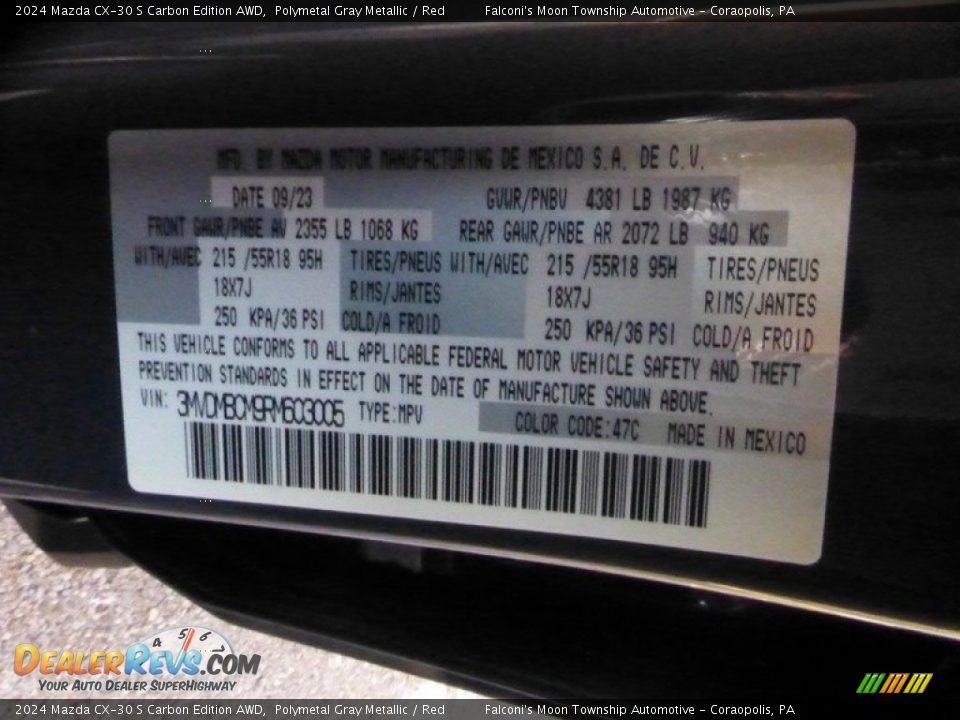 2024 Mazda CX-30 S Carbon Edition AWD, Polymetal Gray Metallic / Red Falconi's Moon Township Automotive - Coraopolis, PA
MFD. BY MAZDA MOTOR MANUFACTURING DE MEXICO S.A. DE C.V.
DATE 09/23 GVWR/PNBV 4381 LB 1987 KG
FRONT GAWR/PNBE AV 2355 LB 1068 KG REAR GAWR/PNBE AR 2072 LB 940 KG
WITH/AVEC 215 /55R18 95H TIRES/PNEUS WITH/AVEC 215 /55R18 95H TIRES/PNEUS
18X7J RIMS/JANTES 18X7J RIMS/JANTES
250 KPA/36 PSI COLD/A FROID 250 KPA/36 PSI COLD/A FROID
THIS VEHICLE CONFORMS TO ALL APPLICABLE FEDERAL MOTOR VEHICLE SAFETY AND THEFT
PREVENTION STANDARDS IN EFFECT ON THE DATE OF MANUFACTURE SHOWN ABOVE.
VIN: 3MVDMBCM9RM603005 TYPE:MPV COLOR CODE:47C MADE IN MEXICO
4 5 6
DealerRevs.com
Your Auto Dealer SuperHighway
2024 Mazda CX-30 S Carbon Edition AWD, Polymetal Gray Metallic / Red Falconi's Moon Township Automotive - Coraopolis, PA